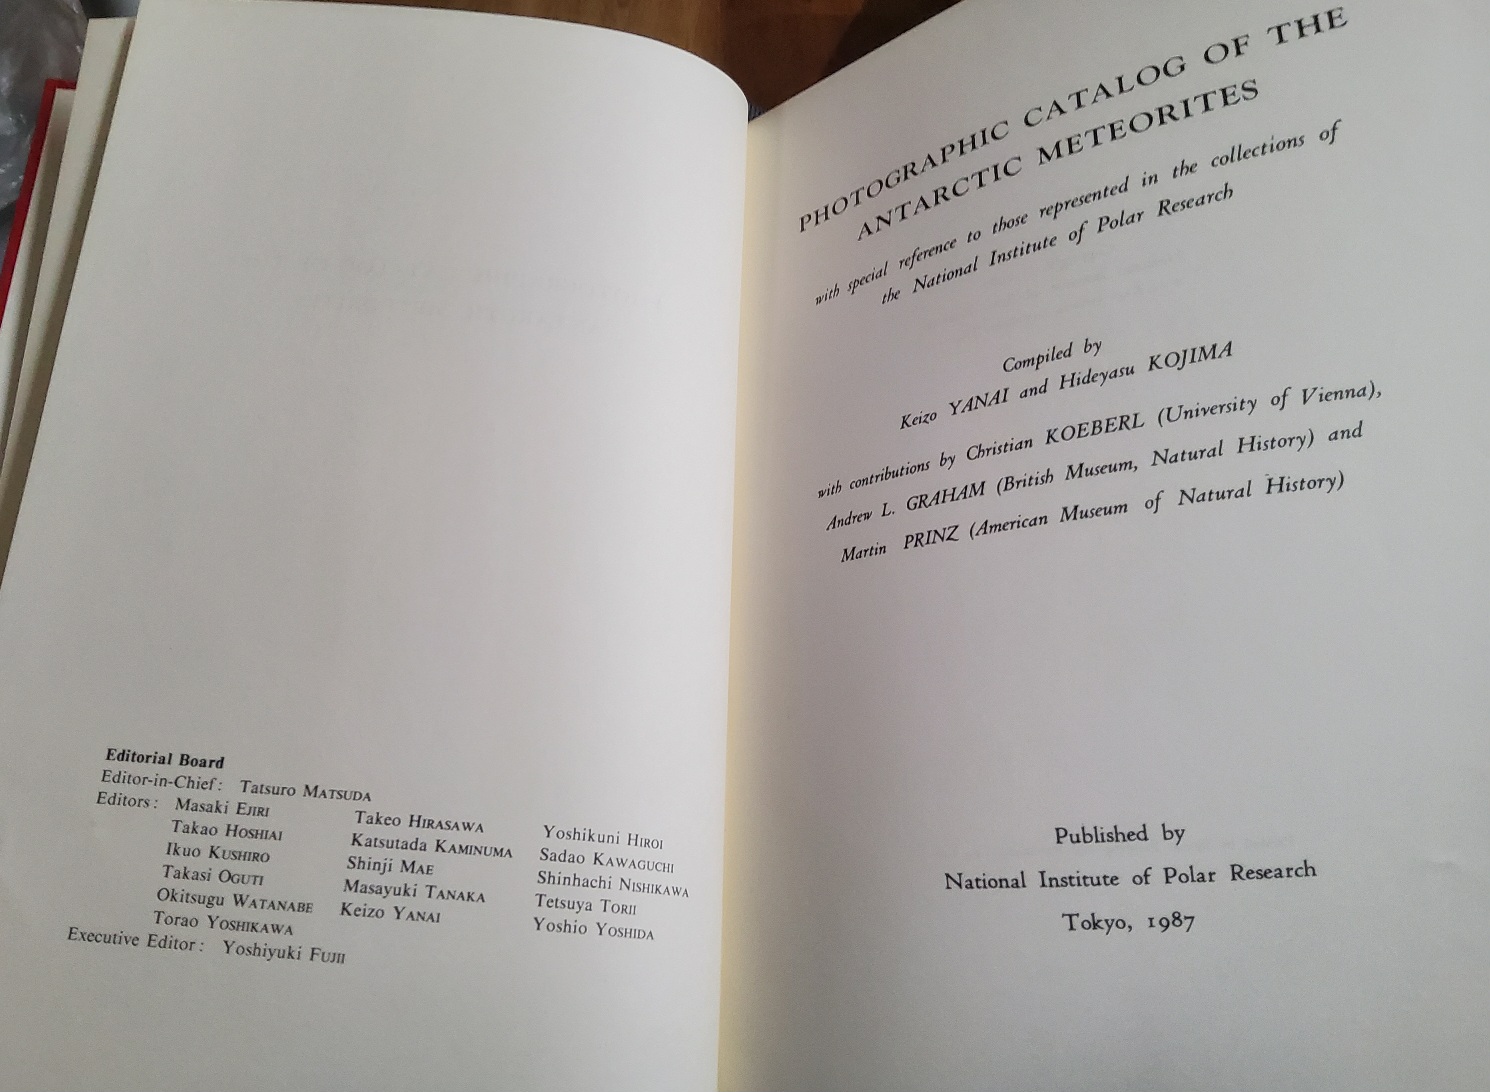 Editorial Board
Editor-in-Chief: Tatsuro MATSUDA
Editors: Masaki EJIRI Takeo HIRASAWA Yoshikuni HIROI
Takao HOSHIAI Katsutada KAMINUMA Sadao KAWAGUCHI
Ikuo KUSHIRO Shinji MAE Shinhachi NISHIKAWA
Takasi OGUTI Masayuki TANAKA Tetsuya TORII
Okitsugu WATANABE Keizo YANAI Yoshio YOSHIDA
Torao YOSHIKAWA
Executive Editor: Yoshiyuki FUJII
PHOTOGRAPHIC CATALOG OF THE
ANTARCTIC METEORITES
with special reference to those represented in the collections of
the National Institute of Polar Research
Compiled by
Keizo YANAI and Hideyasu KOJIMA
with contributions by Christian KOEBERL (University of Vienna),
Andrew L. GRAHAM (British Museum, Natural History) and
Martin PRINZ (American Museum of Natural History)
Published by
National Institute of Polar Research
Tokyo, 1987